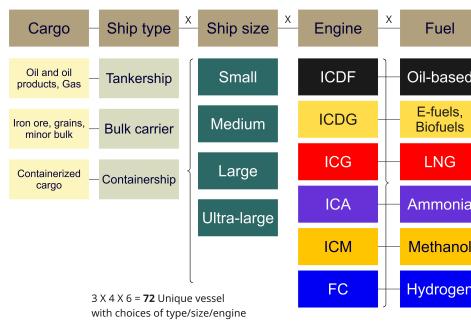 Cargo
Ship type
X
Ship size
X
Engine
X
Fuel
Oil and oil
products, Gas
Tankership
Small
ICDF
Oil-based
Iron ore, grains,
minor bulk
Bulk carrier
Medium
ICDG
E-fuels,
Biofuels
Containerized
cargo
Containership
Large
ICG
LNG
Ultra-large
ICA
Ammonia
ICM
Methanol
FC
Hydrogen
3 X 4 X 6 = 72 Unique vessel
with choices of type/size/engine